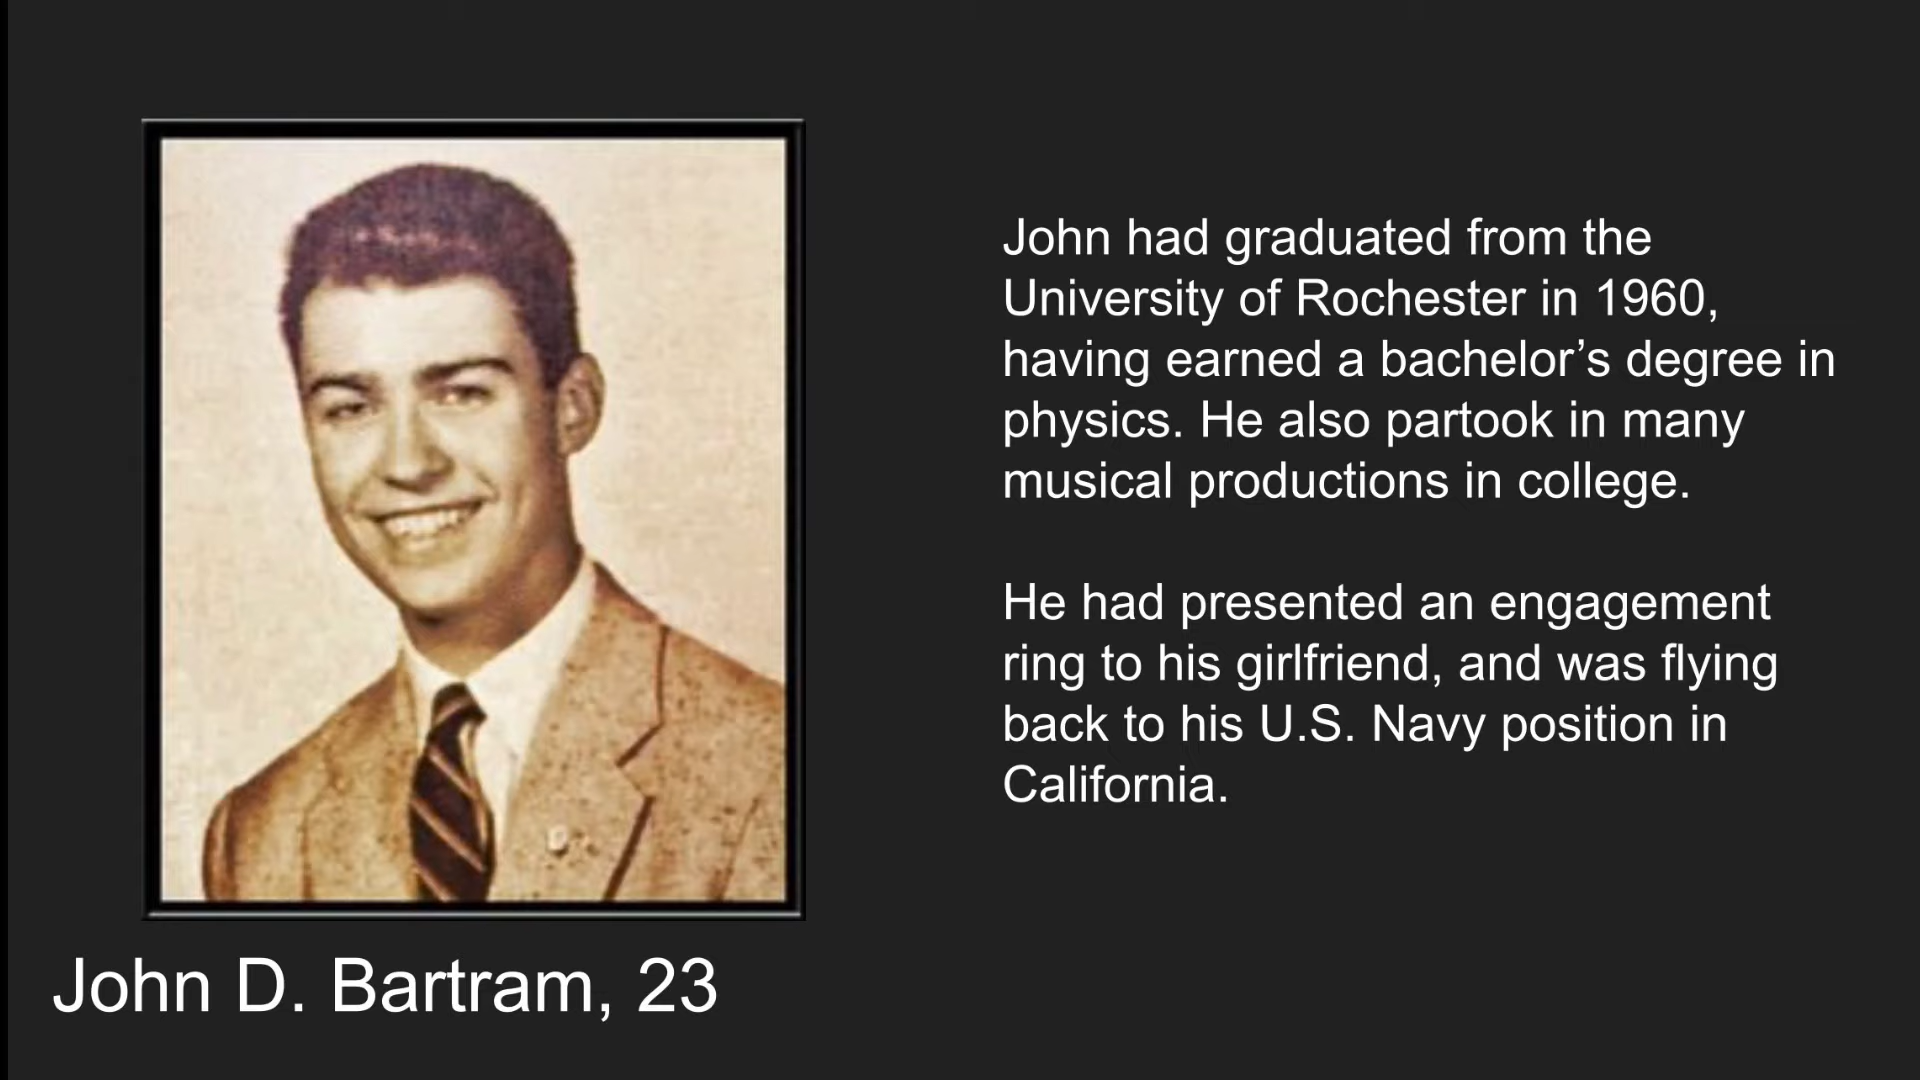 John had graduated from the
University of Rochester in 1960,
having earned a bachelor’s degree in
physics. He also partook in many
musical productions in college.
He had presented an engagement
ring to his girlfriend, and was flying
back to his U.S. Navy position in
California.
John D. Bartram, 23